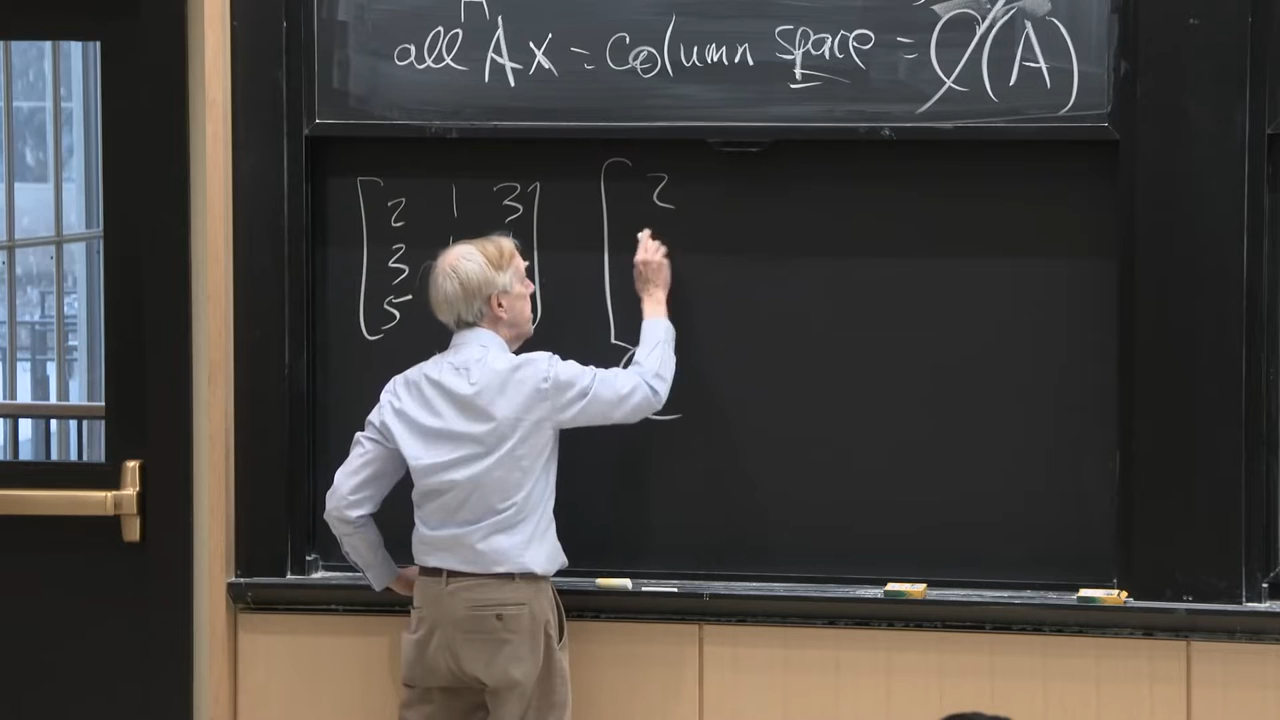 all Ax = Column space = C(A)
2 1 3 2
3
5